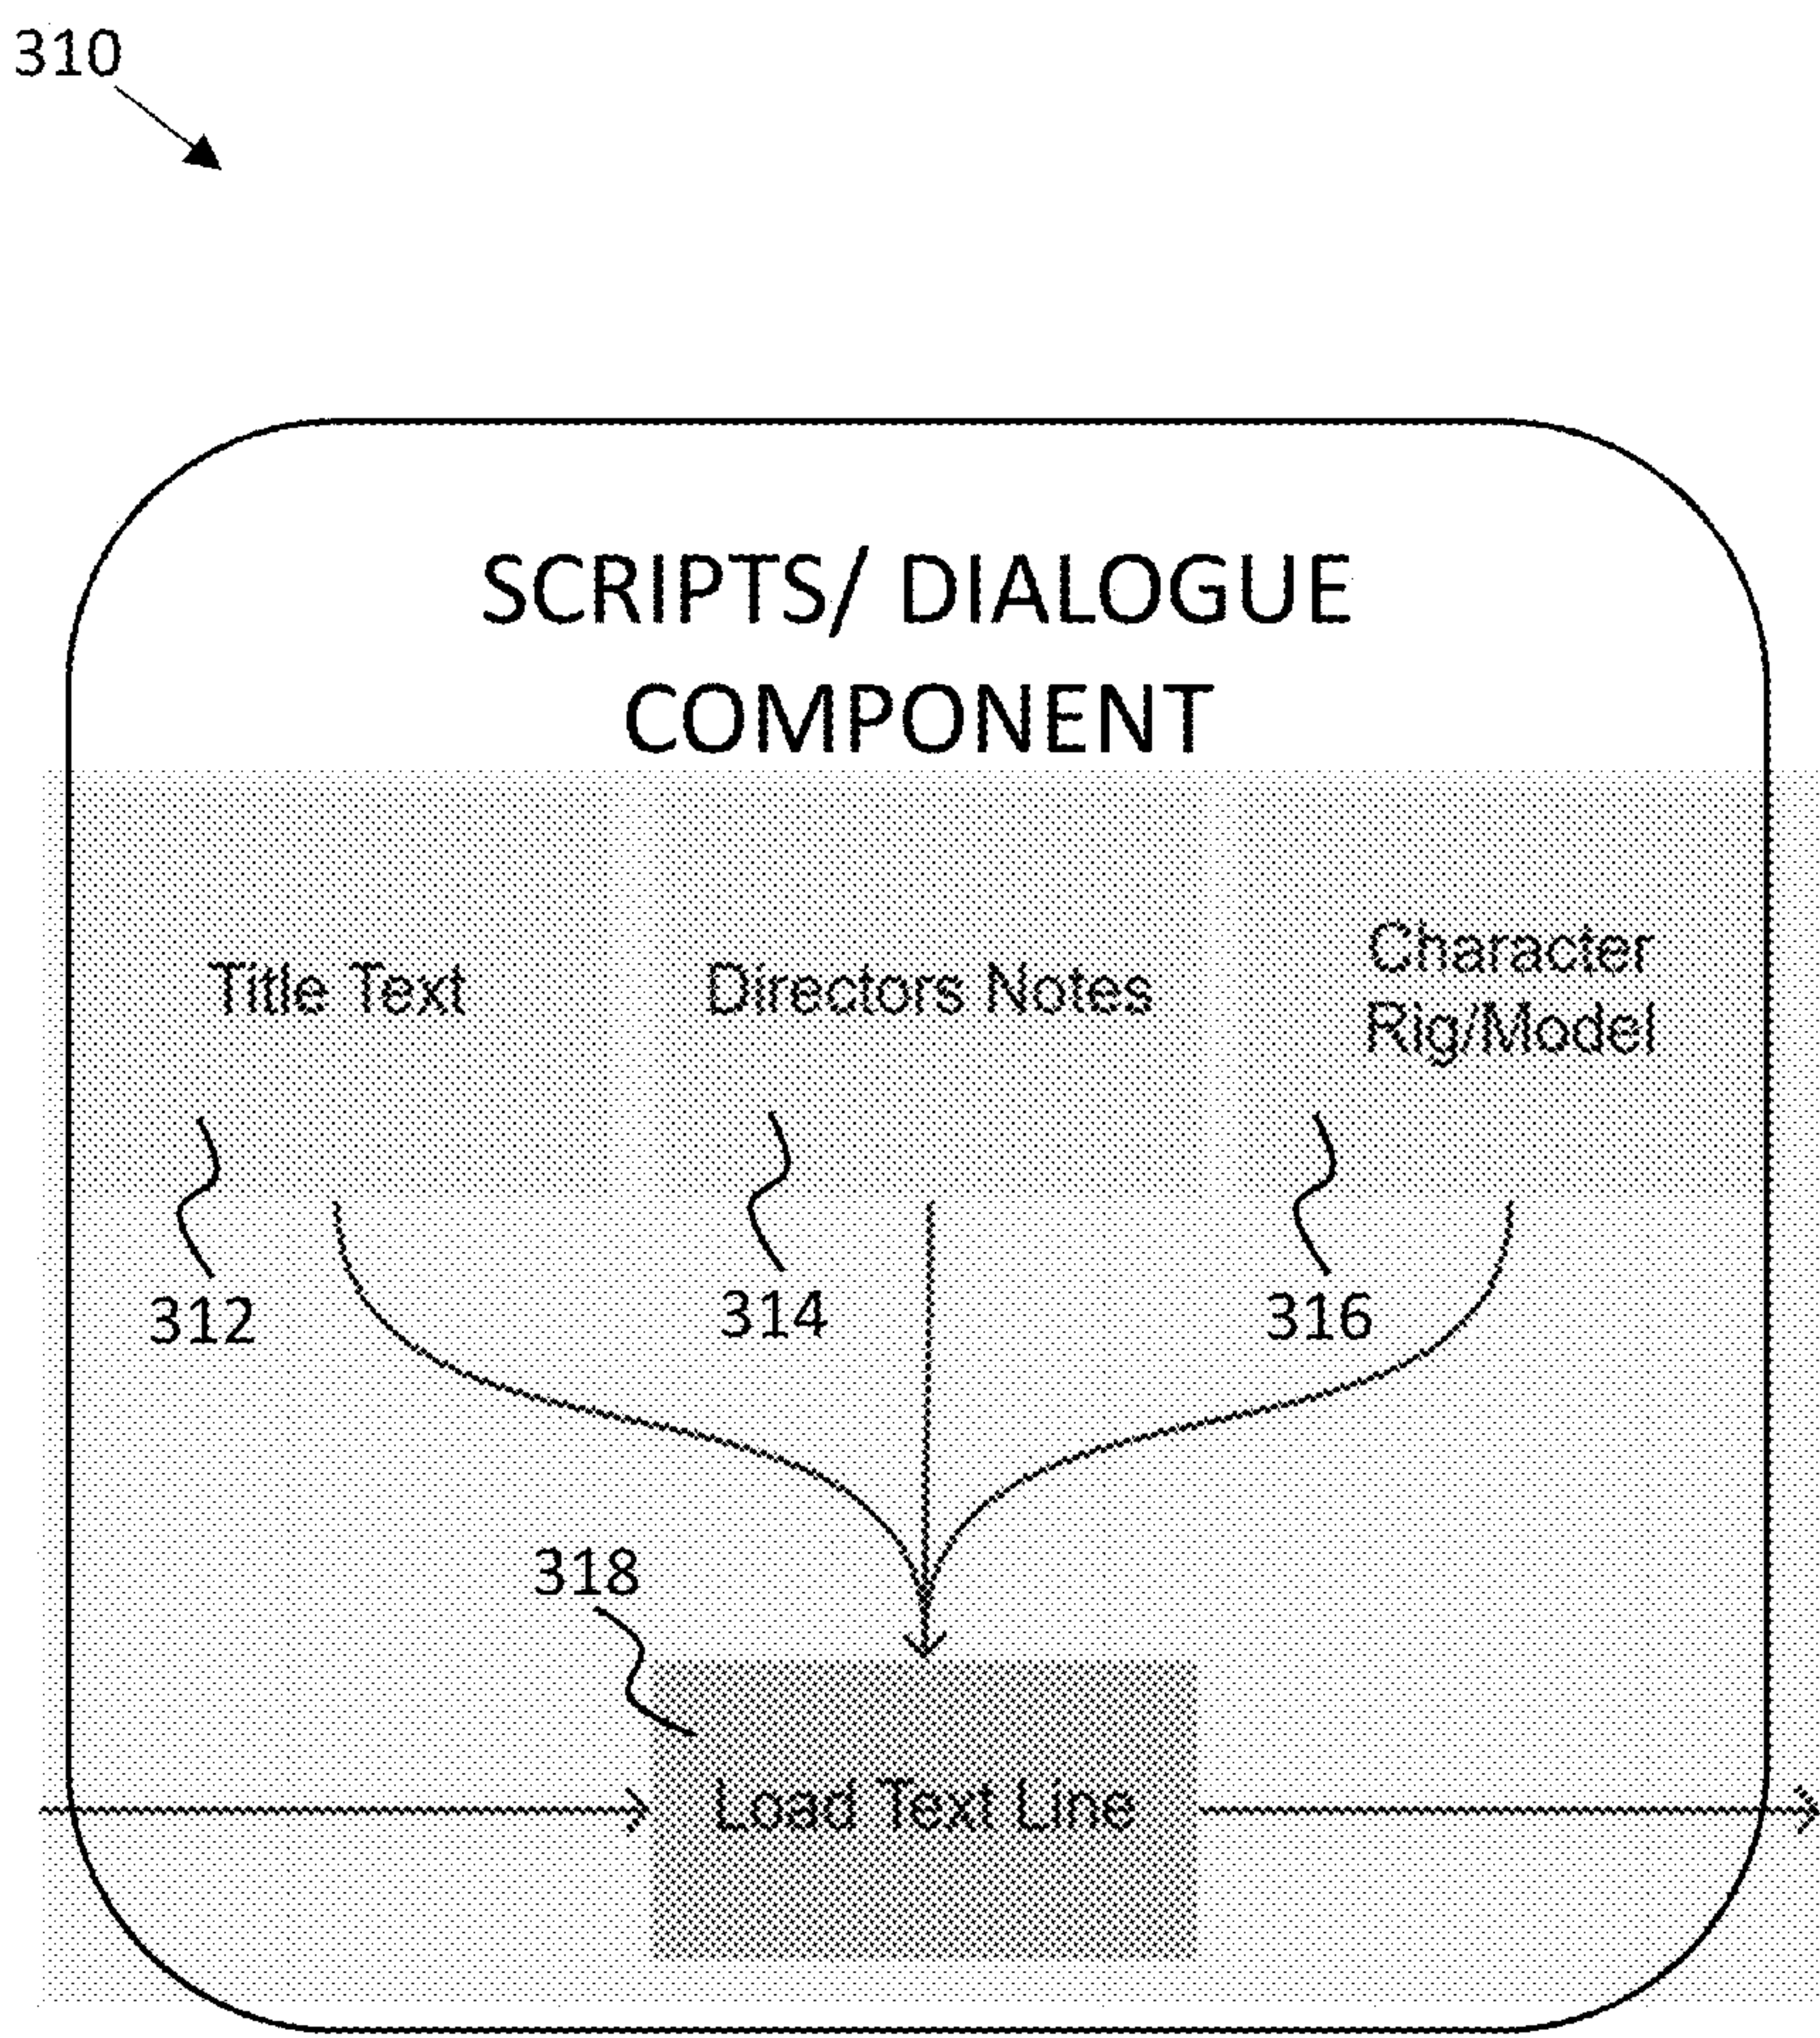 310
SCRIPTS/ DIALOGUE
COMPONENT
Title Text
Directors Notes
Character
Rig/Model
312
314
316
318
Load Text Line